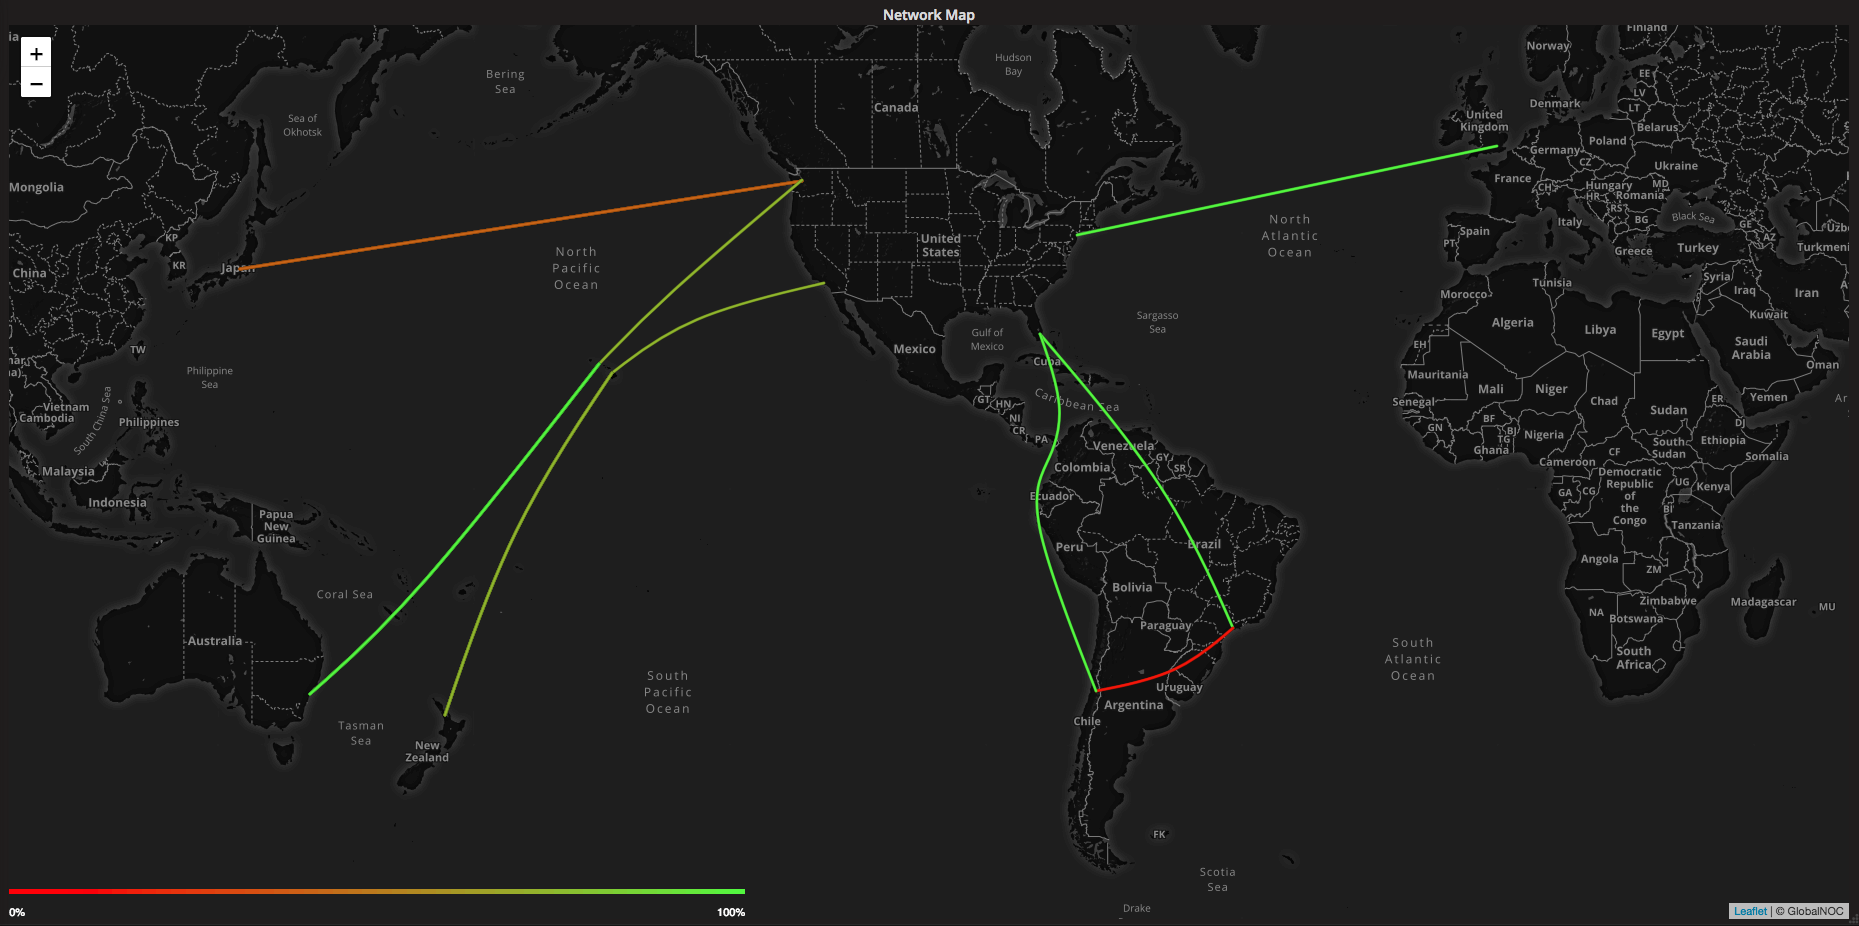 Network Map
+
−
Bering
Sea
Sea of
Okhotsk
Hudson
Bay
Canada
Norway
Finland
EE
LV
LT
Denmark
United
Kingdom
Belarus
Poland
Germany
CZ
Ukraine
France
CH
Hungary
MD
HR
Romania
RS
BG
Black Sea
GE
AZ
Italy
Spain
PT
Greece
Turkey
Turkmeni
Uzb
Mongolia
KP
KR
Japan
China
North
Pacific
Ocean
United
States
North
Atlantic
Ocean
Syria
Iraq
Iran
Morocco
Tunisia
Kuwait
Algeria
Libya
Egypt
Saudi
Arabia
Oman
EH
Sargasso
Sea
Gulf of
Mexico
Mexico
Cuba
TW
Philippine
Sea
Mauritania
Mali
Niger
Chad
Sudan
ER
Yemen
Ar
Senegal
GT
HN
Caribbean Sea
NI
CR
PA
Vietnam
Cambodia
South China Sea
Philippines
GN
BF
BJ
TG
Ghana
Nigeria
DJ
South
Sudan
Ethiopia
CF
Cameroon
Somalia
Venezuela
GY
SR
Colombia
Malaysia
Democratic
Republic
of
the
Congo
UG
Kenya
GA
CG
BI
Tanzania
Ecuador
Indonesia
Papua
New
Guinea
Peru
Brazil
Angola
ZM
Bolivia
Coral Sea
Zimbabwe
Madagascar
MU
NA
Botswana
Paraguay
Australia
South
Atlantic
Ocean
South
Africa
South
Pacific
Ocean
Uruguay
Argentina
Chile
Tasman
Sea
New
Zealand
FK
Scotia
Sea
Drake
0%
100%
Leaflet | © GlobalNOC